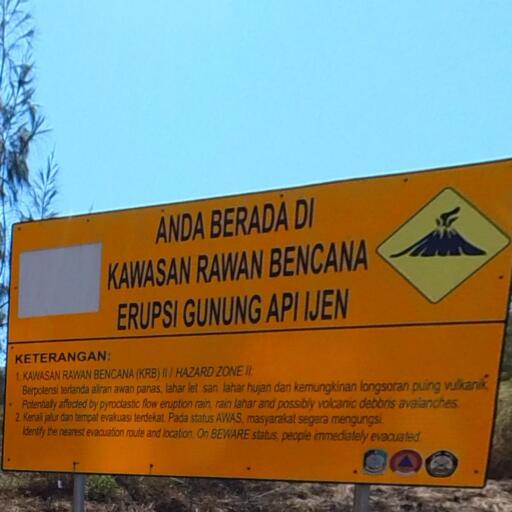 ANDA BERADA DI
KAWASAN RAWAN BENCANA
ERUPSI GUNUNG API IJEN
KETERANGAN:
1. KAWASAN RAWAN BENCANA (KRB) II / HAZARD ZONE II:
Berpotensi terlanda aliran awan panas, lahar let san lahar hujan dan kemungkinan longsoran puing vulkanik.
Potentially affected by pyroclastic flow eruption rain, rain lahar and possibly volcanic debbris avalanches.
2. Kenali jalur dan tempat evakuasi terdekat. Pada status AWAS, masyarakat segera mengungsi.
Identify the nearest evacuation route and location. On BEWARE status, people immediately evacuated.